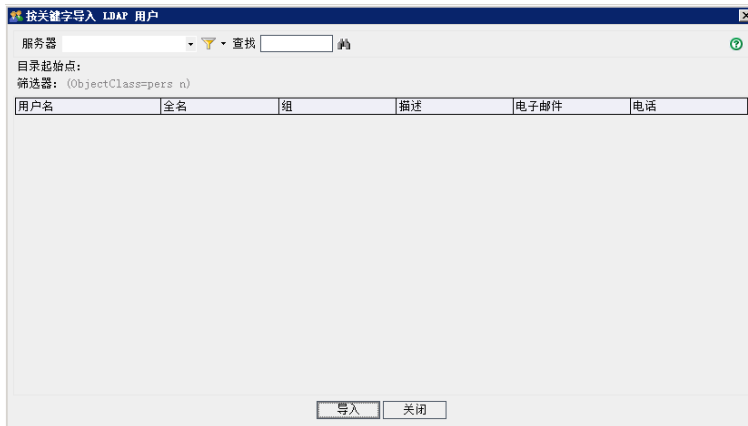 按关键字导入 LDAP 用户
服务器 查找
目录起始点:
筛选器: (ObjectClass=pers n)
用户名 全名 组 描述 电子邮件 电话
导入 关闭